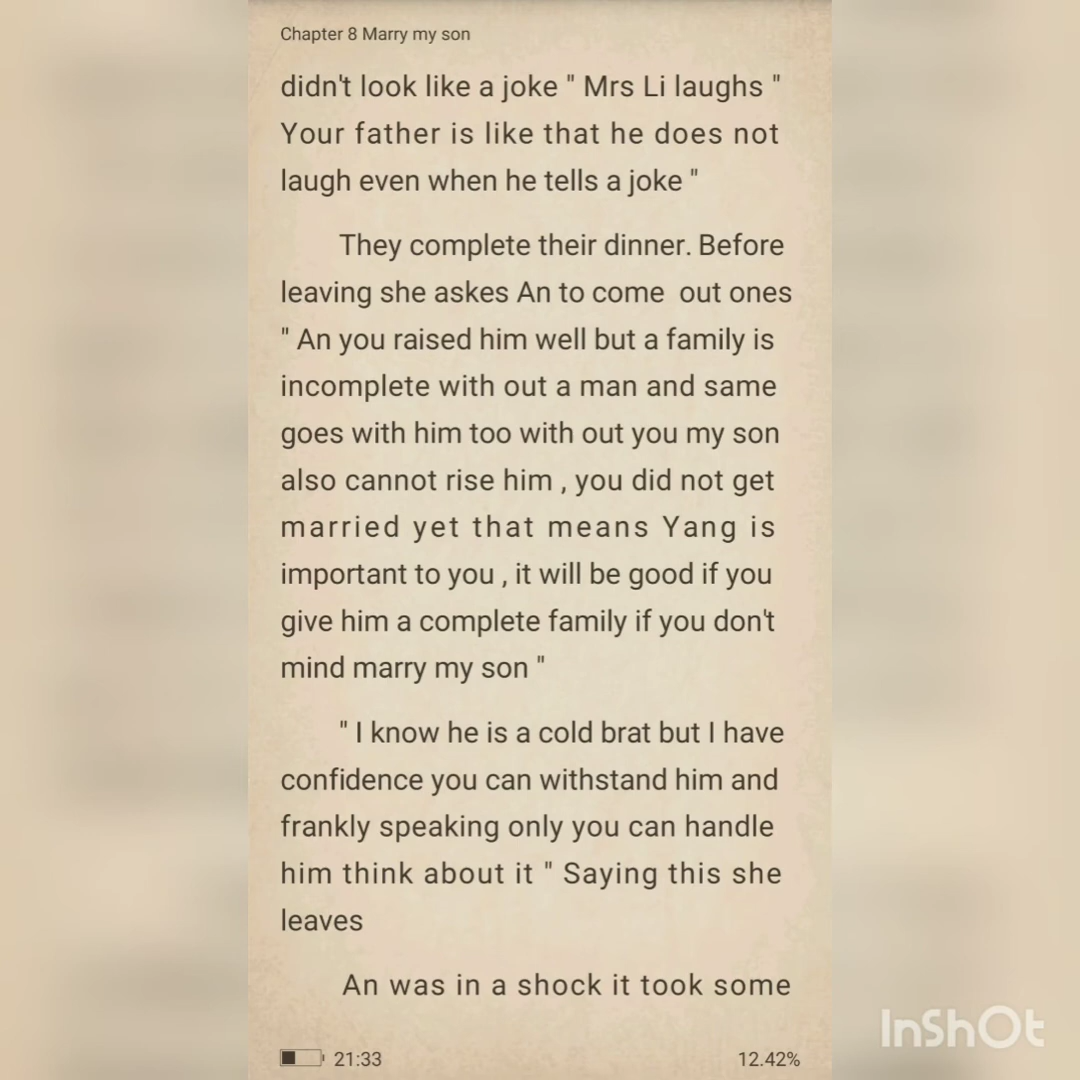 Chapter 8 Marry my son
didn't look like a joke " Mrs Li laughs "
Your father is like that he does not
laugh even when he tells a joke "
They complete their dinner. Before
leaving she askes An to come out ones
" An you raised him well but a family is
incomplete with out a man and same
goes with him too with out you my son
also cannot rise him , you did not get
married yet that means Yang is
important to you , it will be good if you
give him a complete family if you don't
mind marry my son "
" I know he is a cold brat but I have
confidence you can withstand him and
frankly speaking only you can handle
him think about it " Saying this she
leaves
An was in a shock it took some
21:33 12.42%
InShOt